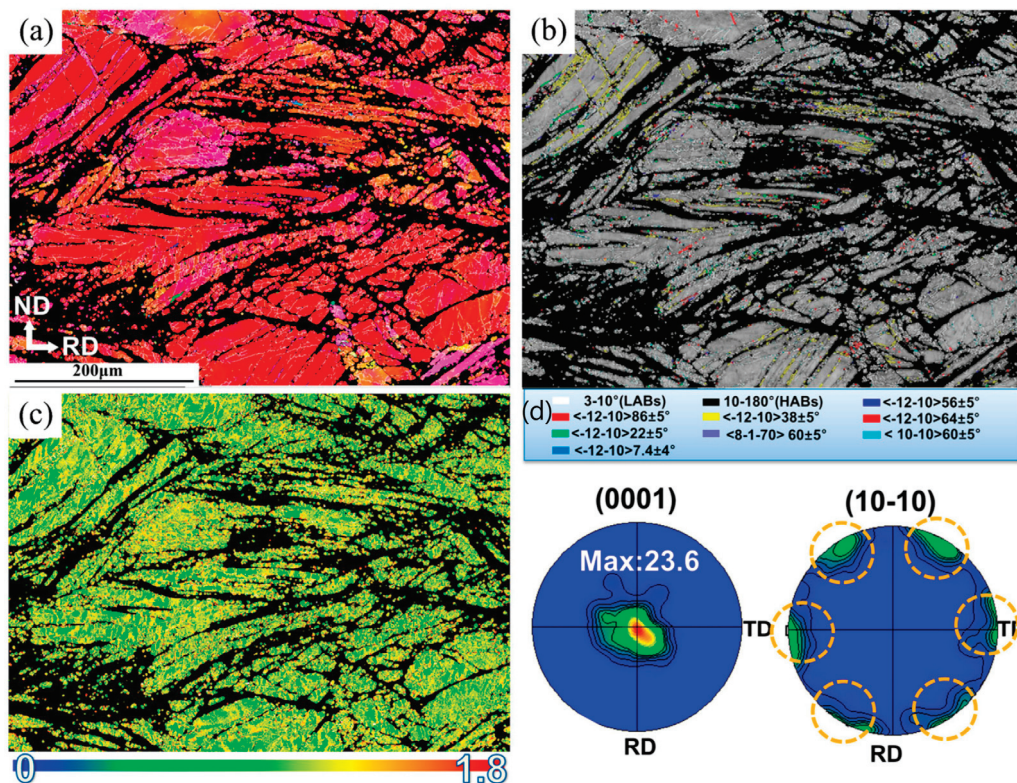 (a)
(b)
ND
RD
200μm
(c)
(d)
3-10°(LABs) 10-180°(HABs) <-12-10>56±5°
<-12-10>86±5° <-12-10>38±5° <-12-10>64±5°
<-12-10>22±5° <8-1-70> 60±5° < 10-10>60±5°
<-12-10>7.4±4°
(0001) (10-10)
Max:23.6
TD
RD RD
0 1.8